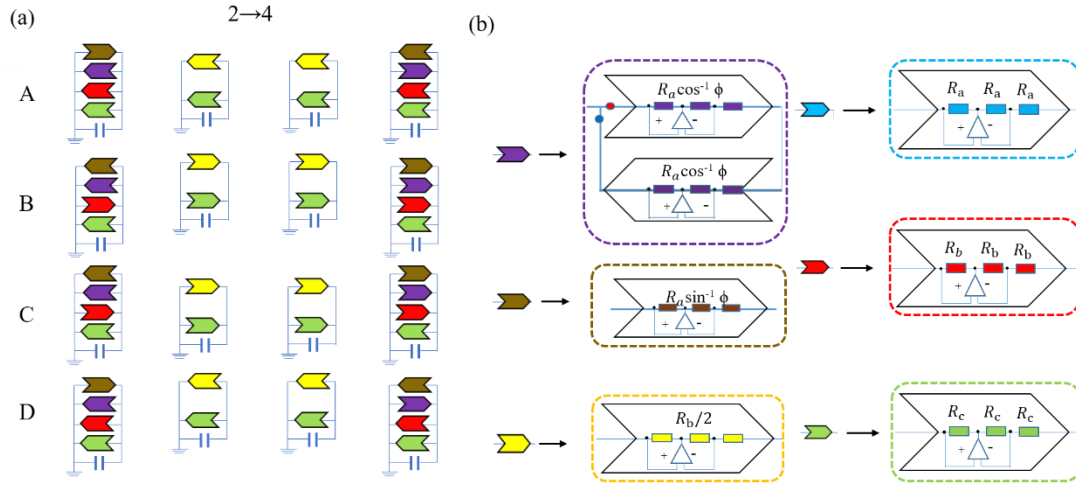 (a)
2→4
(b)
A
B
C
D
R_a cos⁻¹ ϕ
+ -
R_a cos⁻¹ ϕ
+ -
R_a R_a R_a
+ -
R_b R_b R_b
+ -
R_a sin⁻¹ ϕ
+ -
R_b/2
+ -
R_c R_c R_c
+ -